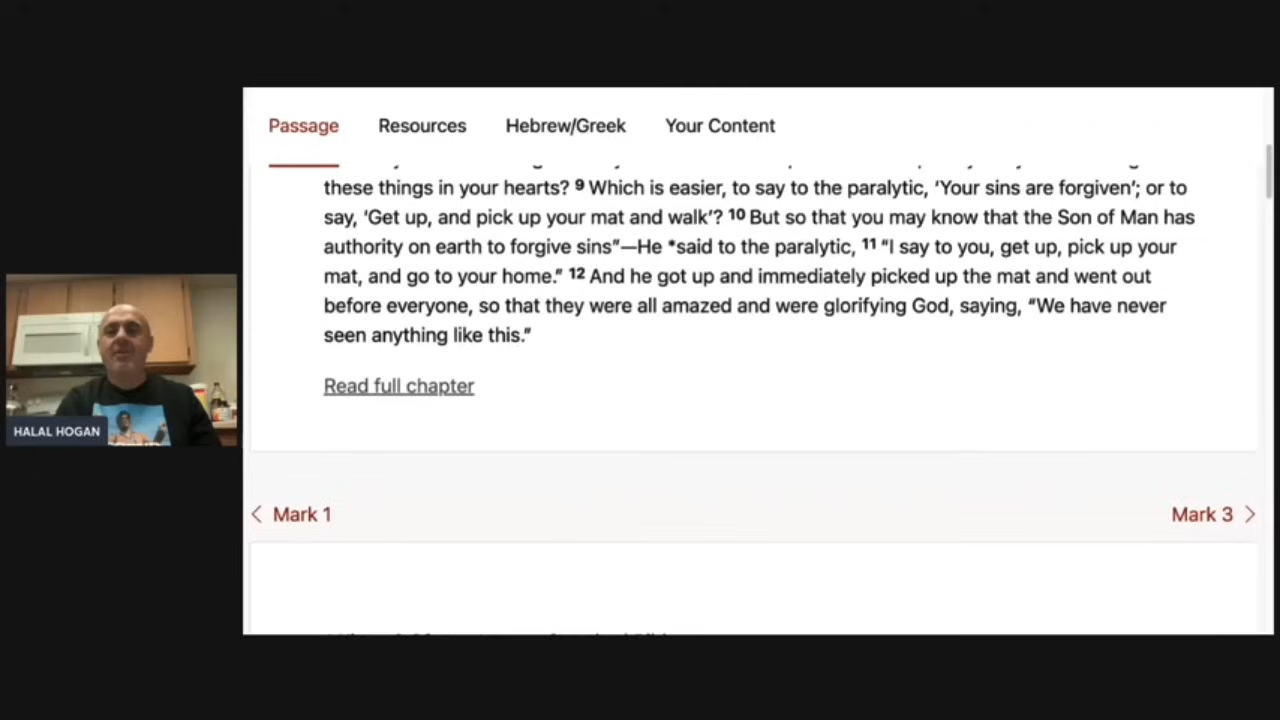 Passage Resources Hebrew/Greek Your Content
these things in your hearts? 9 Which is easier, to say to the paralytic, ‘Your sins are forgiven’; or to
say, ‘Get up, and pick up your mat and walk’? 10 But so that you may know that the Son of Man has
authority on earth to forgive sins”—He *said to the paralytic, 11 “I say to you, get up, pick up your
mat, and go to your home.” 12 And he got up and immediately picked up the mat and went out
before everyone, so that they were all amazed and were glorifying God, saying, “We have never
seen anything like this.”
Read full chapter
HALAL HOGAN
< Mark 1 Mark 3 >